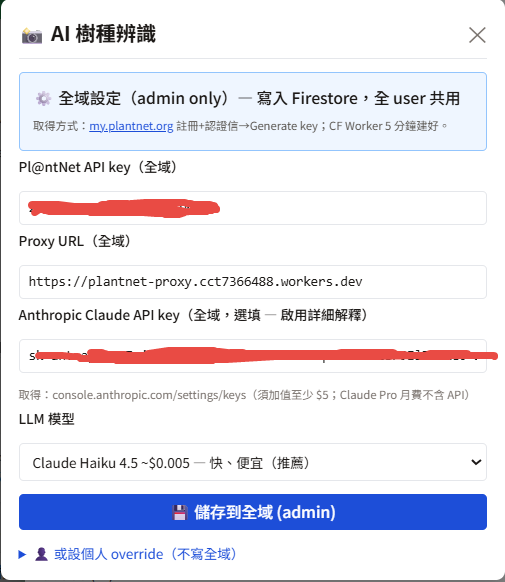 AI 樹種辨識
全域設定（admin only）— 寫入 Firestore，全 user 共用
取得方式：my.plantnet.org 註冊+認證信→Generate key；CF Worker 5 分鐘建好。
Pl@ntNet API key（全域）
Proxy URL（全域）
https://plantnet-proxy.cct7366488.workers.dev
Anthropic Claude API key（全域，選填 — 啟用詳細解釋）
取得：console.anthropic.com/settings/keys（須加值至少 $5；Claude Pro 月費不含 API）
LLM 模型
Claude Haiku 4.5 ~$0.005 — 快、便宜（推薦）
儲存到全域 (admin)
或設個人 override（不寫全域）